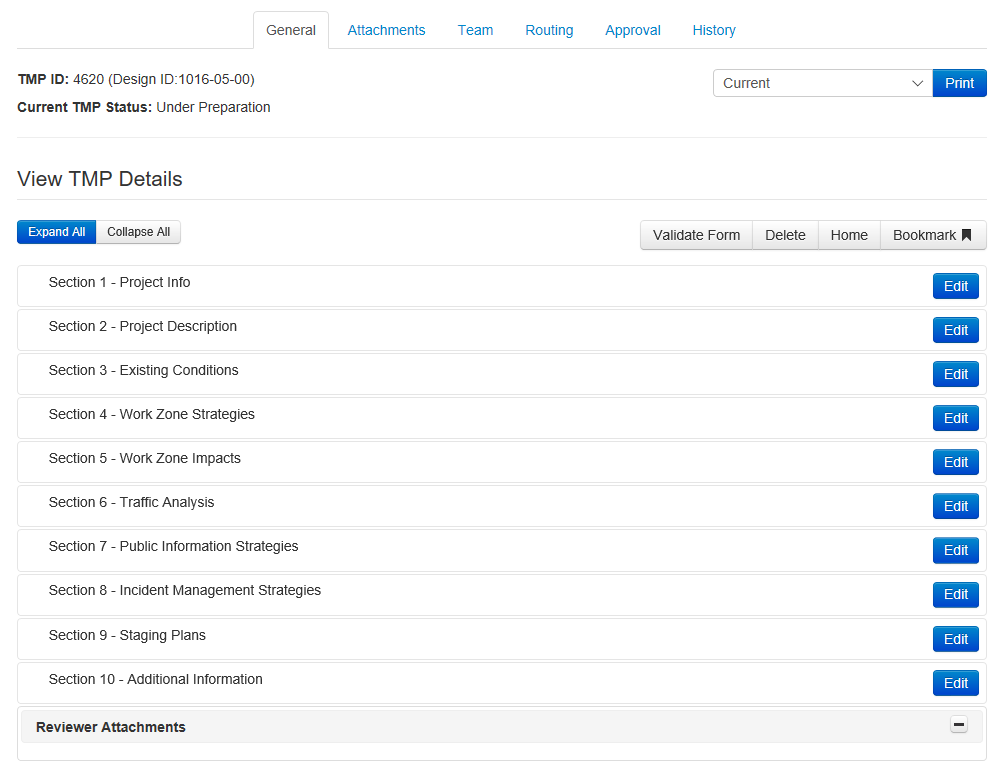 General Attachments Team Routing Approval History
TMP ID: 4620 (Design ID:1016-05-00)
Current Print
Current TMP Status: Under Preparation
View TMP Details
Expand All Collapse All Validate Form Delete Home Bookmark
Section 1 - Project Info Edit
Section 2 - Project Description Edit
Section 3 - Existing Conditions Edit
Section 4 - Work Zone Strategies Edit
Section 5 - Work Zone Impacts Edit
Section 6 - Traffic Analysis Edit
Section 7 - Public Information Strategies Edit
Section 8 - Incident Management Strategies Edit
Section 9 - Staging Plans Edit
Section 10 - Additional Information Edit
Reviewer Attachments